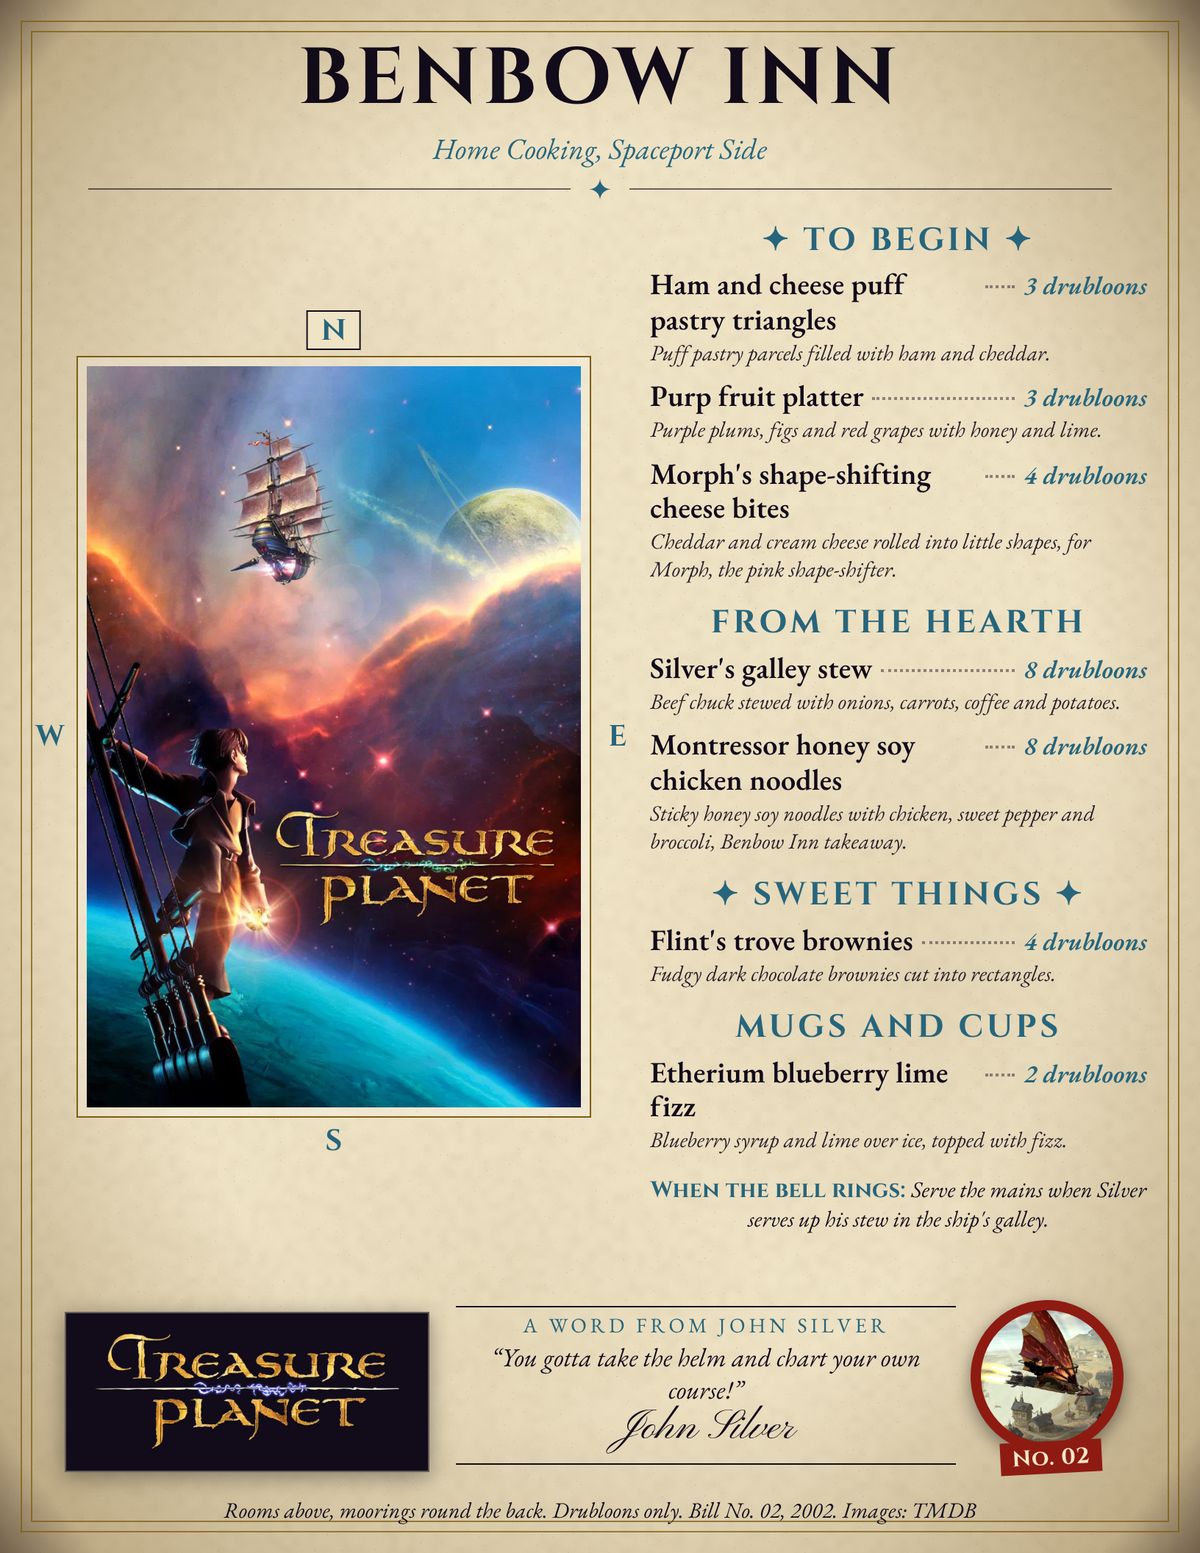 BENBOW INN
Home Cooking, Spaceport Side
TO BEGIN
Ham and cheese puff 3 drubloons
pastry triangles
Puff pastry parcels filled with ham and cheddar.
Purp fruit platter 3 drubloons
Purple plums, figs and red grapes with honey and lime.
Morph's shape-shifting 4 drubloons
cheese bites
Cheddar and cream cheese rolled into little shapes, for
Morph, the pink shape-shifter.
FROM THE HEARTH
Silver's galley stew 8 drubloons
Beef chuck stewed with onions, carrots, coffee and potatoes.
Montressor honey soy 8 drubloons
chicken noodles
Sticky honey soy noodles with chicken, sweet pepper and
broccoli, Benbow Inn takeaway.
SWEET THINGS
Flint's trove brownies 4 drubloons
Fudgy dark chocolate brownies cut into rectangles.
MUGS AND CUPS
Etherium blueberry lime 2 drubloons
fizz
Blueberry syrup and lime over ice, topped with fizz.
WHEN THE BELL RINGS: Serve the mains when Silver
serves up his stew in the ship's galley.
N
W
E
S
TREASURE
PLANET
TREASURE
PLANET
A WORD FROM JOHN SILVER
“You gotta take the helm and chart your own
course!”
John Silver
NO. 02
Rooms above, moorings round the back. Drubloons only. Bill No. 02, 2002. Images: TMDB